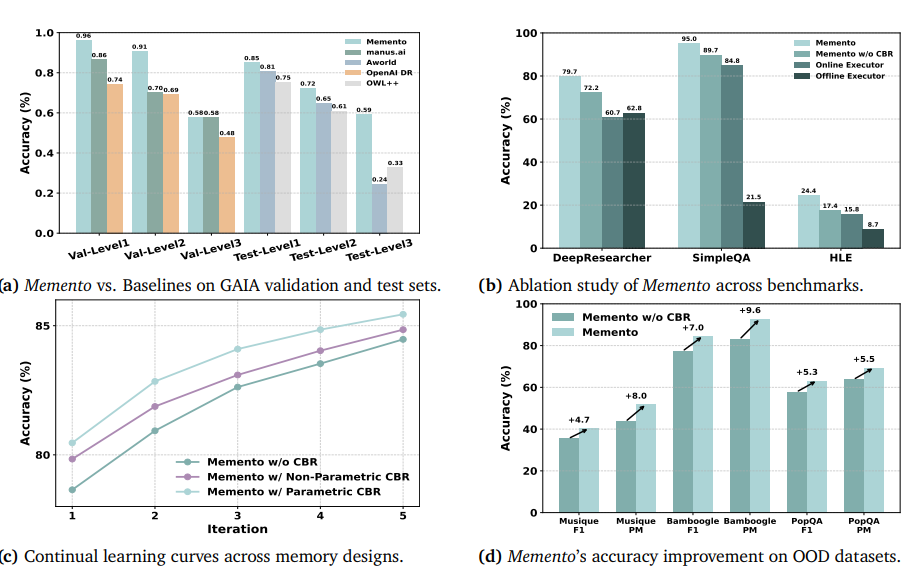 1.0
0.8
0.6
0.4
0.2
0.0
Accuracy (%)
0.96
0.86
0.74
0.91
0.70
0.69
0.58
0.58
0.48
0.85
0.81
0.75
0.72
0.65
0.61
0.59
0.24
0.33
Memento
manus.ai
Aworld
OpenAI DR
OWL++
Val-Level1
Val-Level2
Val-Level3
Test-Level1
Test-Level2
Test-Level3
(a) Memento vs. Baselines on GAIA validation and test sets.
100
80
60
40
20
0
Accuracy (%)
79.7
72.2
60.7
62.8
95.0
89.7
84.8
21.5
24.4
17.4
15.8
8.7
Memento
Memento w/o CBR
Online Executor
Offline Executor
DeepResearcher
SimpleQA
HLE
(b) Ablation study of Memento across benchmarks.
85
80
Accuracy (%)
Memento w/o CBR
Memento w/ Non-Parametric CBR
Memento w/ Parametric CBR
1
2
3
4
5
Iteration
(c) Continual learning curves across memory designs.
100
80
60
40
20
0
Accuracy (%)
Memento w/o CBR
Memento
+4.7
+8.0
+7.0
+9.6
+5.3
+5.5
Musique
F1
Musique
PM
Bamboogle
F1
Bamboogle
PM
PopQA
F1
PopQA
PM
(d) Memento’s accuracy improvement on OOD datasets.